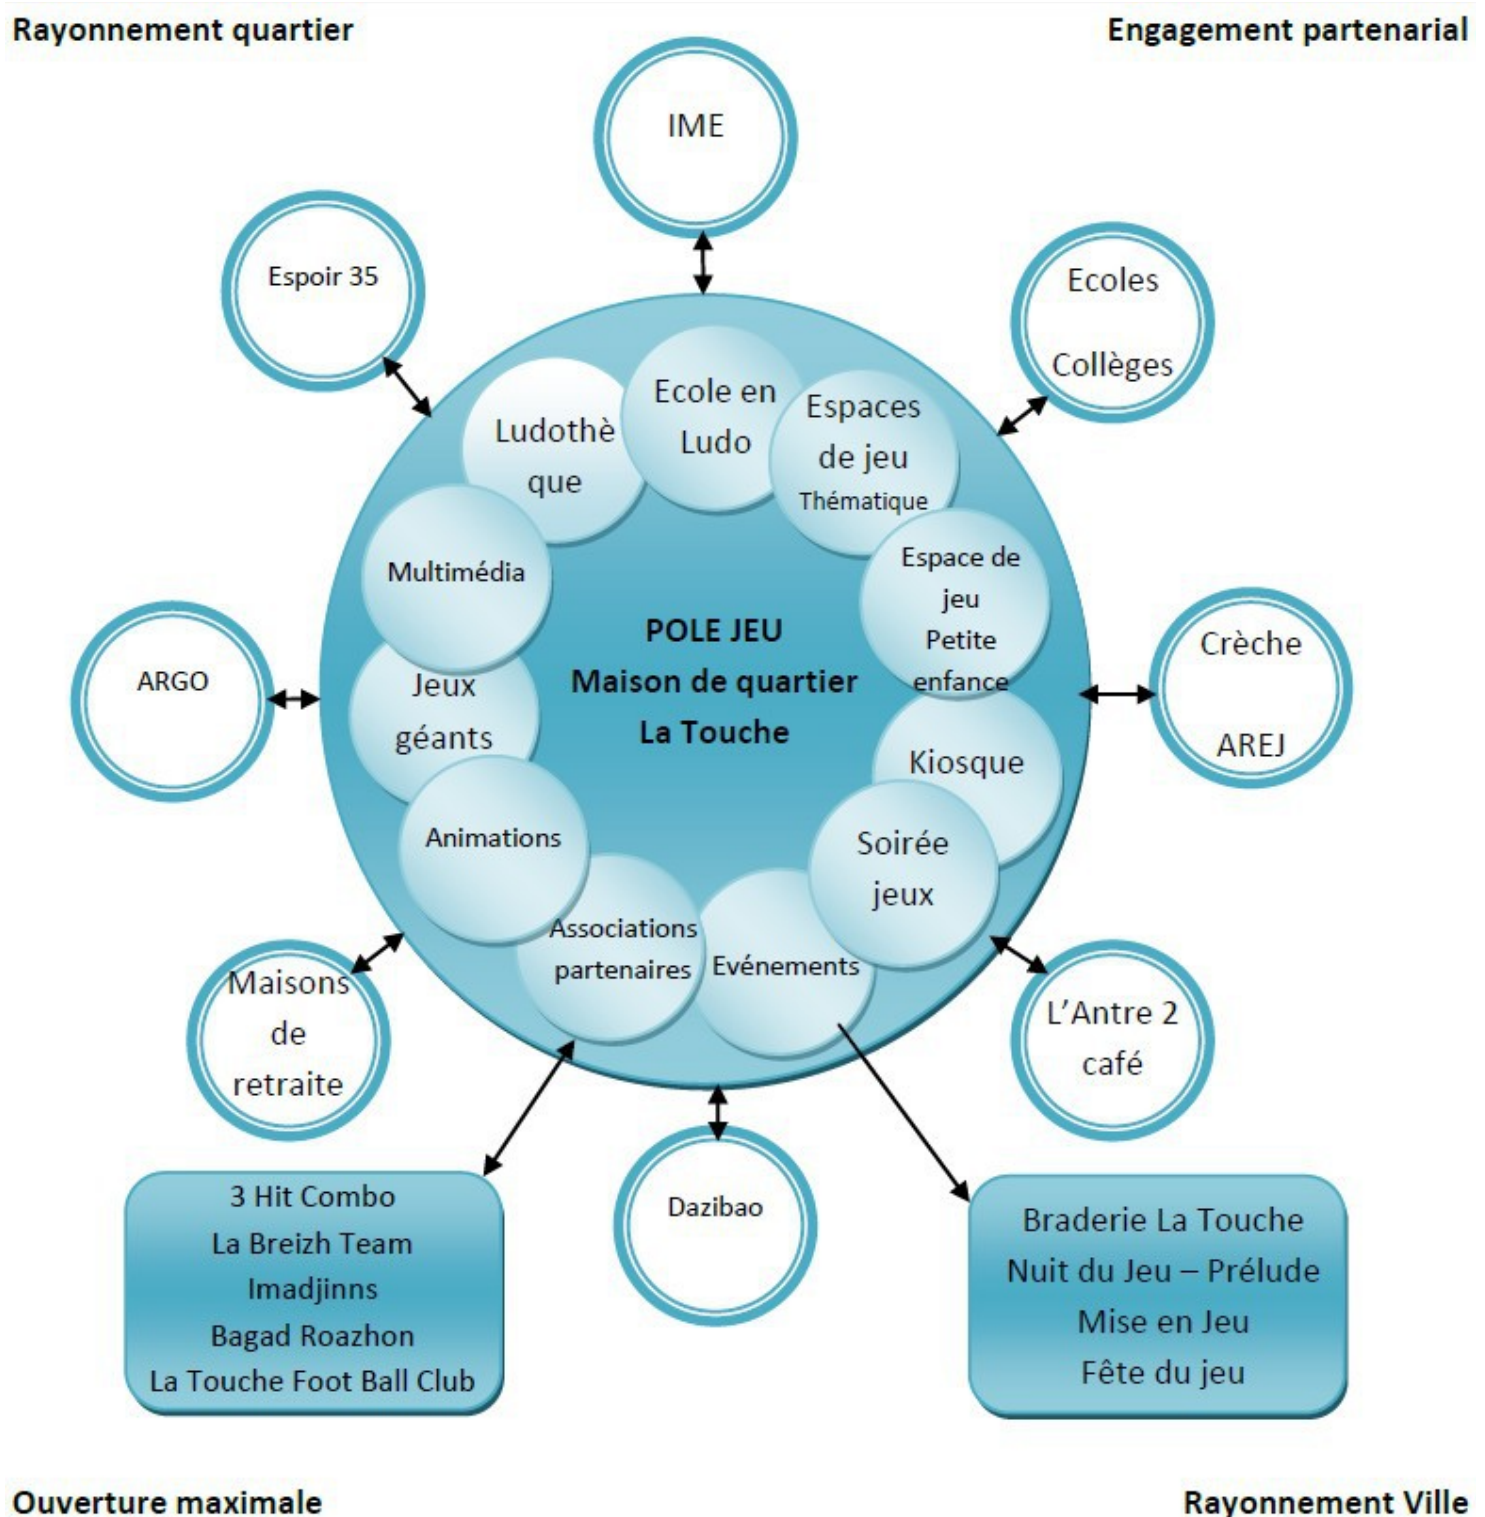 Rayonnement quartier
Engagement partenarial
IME
Espoir 35
Ecoles
Collèges
Ludothè
que
Ecole en
Ludo
Espaces
de jeu
Thématique
Multimédia
Espace de
jeu
Petite
enfance
POLE JEU
Maison de quartier
La Touche
ARGO
Jeux
géants
Crèche
AREJ
Kiosque
Animations
Soirée
jeux
Associations
partenaires
Evénements
Maisons
de
retraite
L'Antre 2
café
Dazibao
3 Hit Combo
La Breizh Team
Imadjinns
Bagad Roazhon
La Touche Foot Ball Club
Braderie La Touche
Nuit du Jeu – Prélude
Mise en Jeu
Fête du jeu
Ouverture maximale
Rayonnement Ville